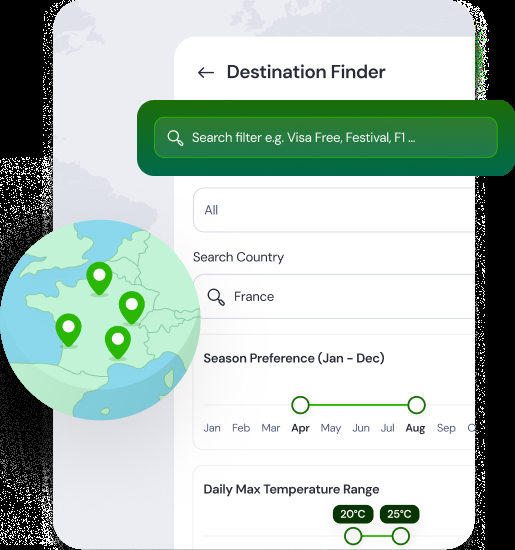 Destination Finder
Search filter e.g. Visa Free, Festival, F1 ...
All
Search Country
France
Season Preference (Jan - Dec)
Jan Feb Mar Apr May Jun Jul Aug Sep
Daily Max Temperature Range
20°C 25°C